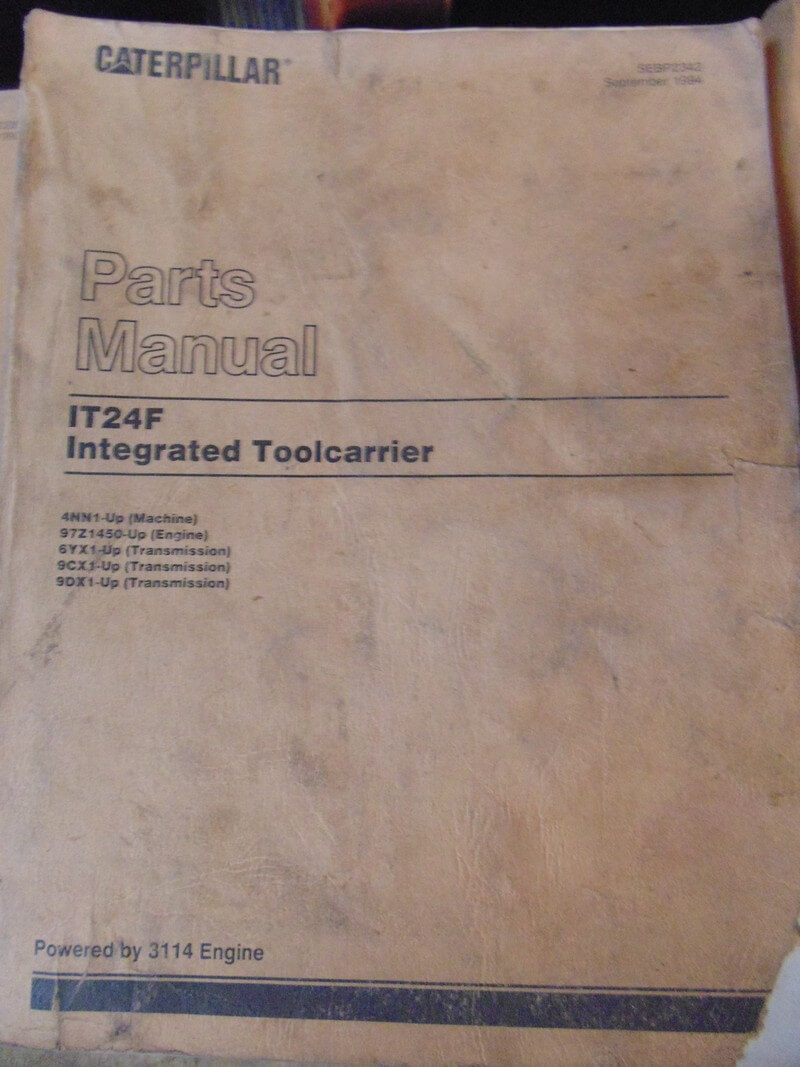 CATERPILLAR
SEBP2342
September 1994
Parts
Manual
IT24F
Integrated Toolcarrier
4NN1-Up (Machine)
97Z1450-Up (Engine)
6YX1-Up (Transmission)
9CX1-Up (Transmission)
9DX1-Up (Transmission)
Powered by 3114 Engine